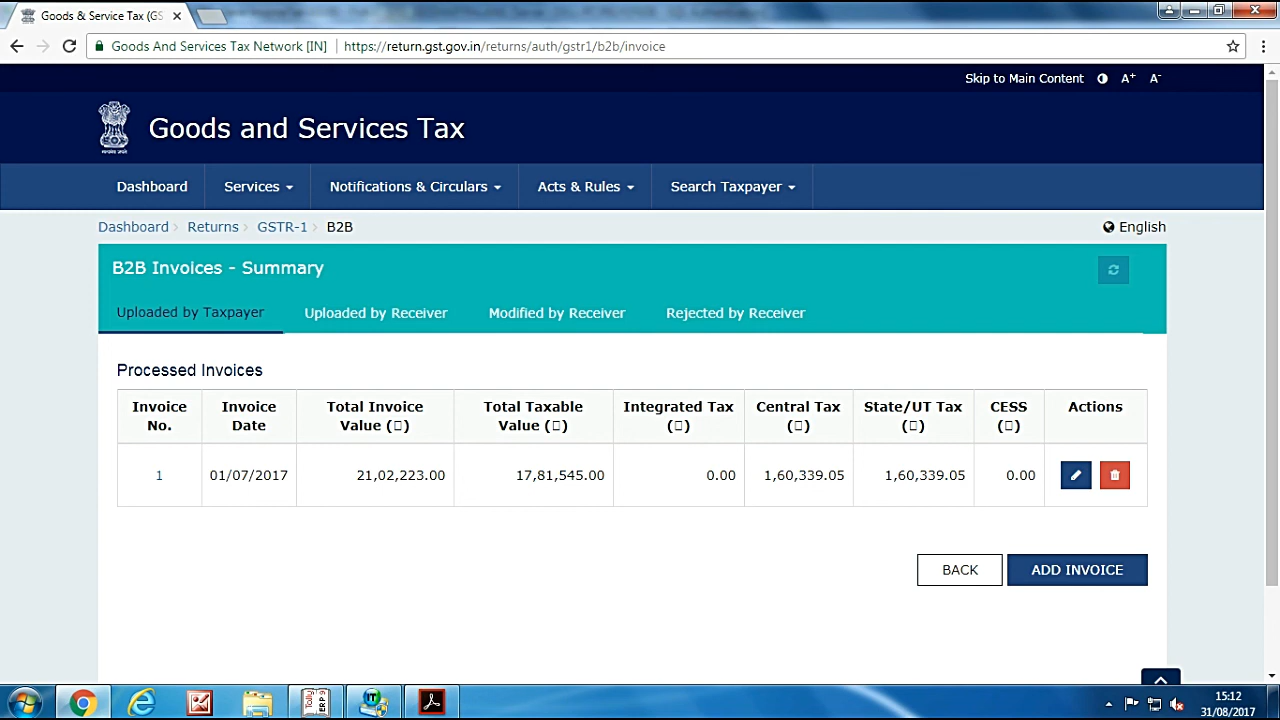 Goods & Service Tax (GS
Goods And Services Tax Network [IN] https://return.gst.gov.in/returns/auth/gstr1/b2b/invoice
Skip to Main Content A+ A-
Goods and Services Tax
Dashboard Services Notifications & Circulars Acts & Rules Search Taxpayer
Dashboard > Returns > GSTR-1 > B2B English
B2B Invoices - Summary
Uploaded by Taxpayer Uploaded by Receiver Modified by Receiver Rejected by Receiver
Processed Invoices
Invoice No. Invoice Date Total Invoice Value (▯) Total Taxable Value (▯) Integrated Tax (▯) Central Tax (▯) State/UT Tax (▯) CESS (▯) Actions
1 01/07/2017 21,02,223.00 17,81,545.00 0.00 1,60,339.05 1,60,339.05 0.00
BACK ADD INVOICE
15:12
31/08/2017